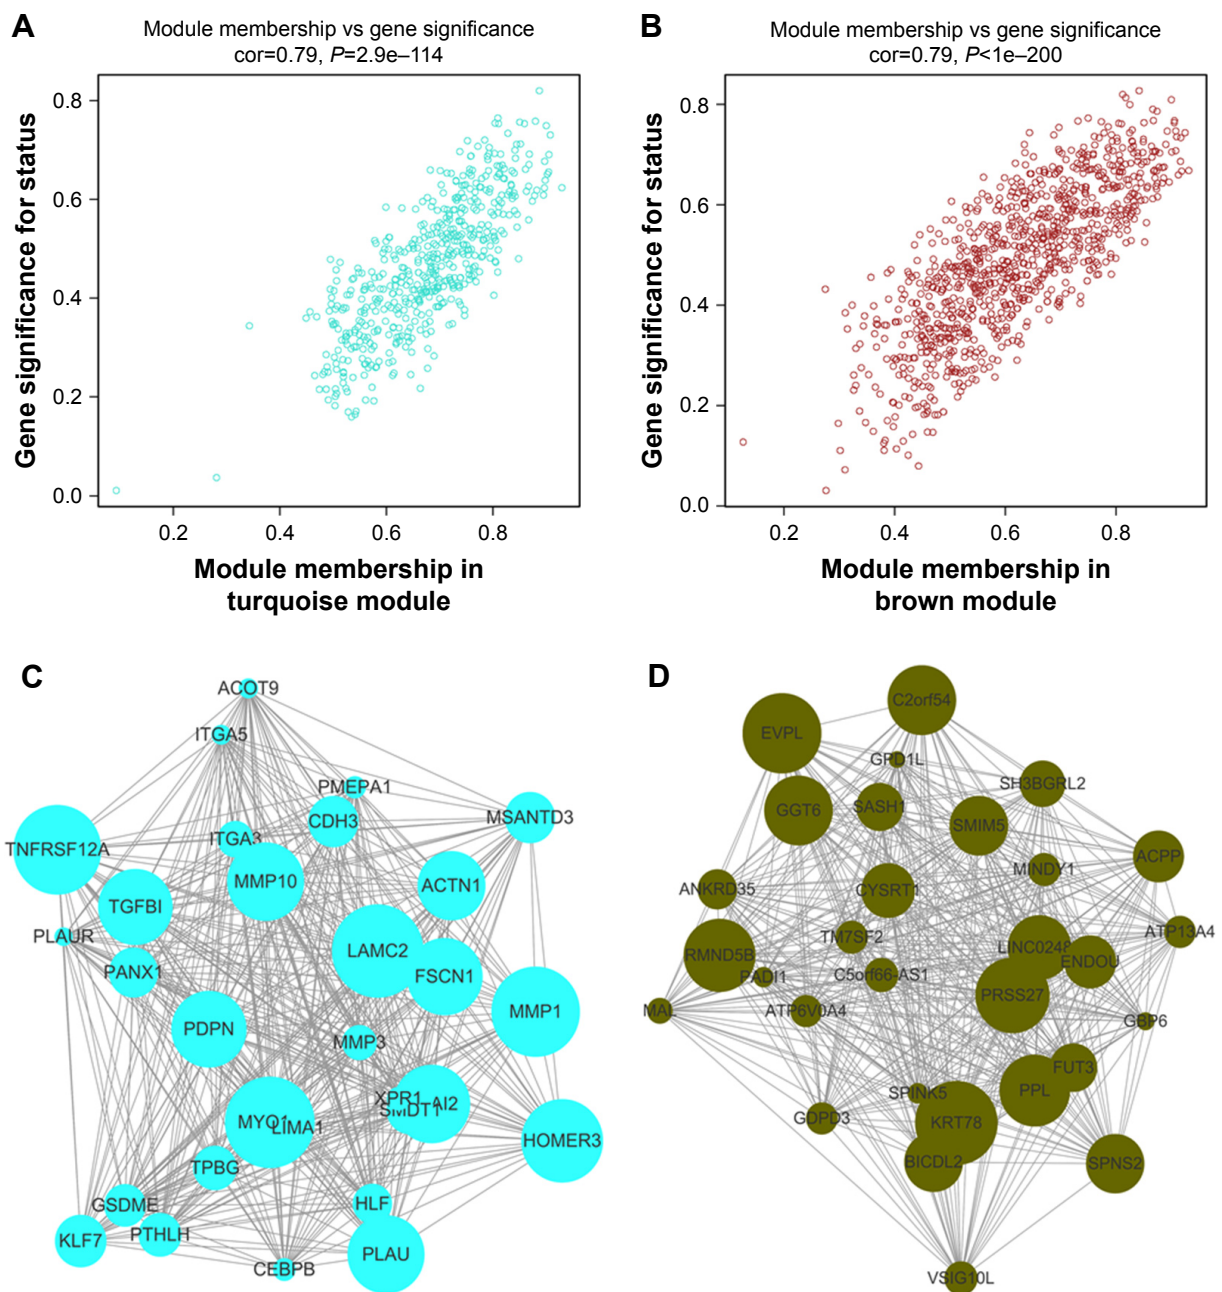 A
Module membership vs gene significance
cor=0.79, P=2.9e–114
Gene significance for status
0.8
0.6
0.4
0.2
0.0
0.2 0.4 0.6 0.8
Module membership in
turquoise module
B
Module membership vs gene significance
cor=0.79, P<1e–200
Gene significance for status
0.8
0.6
0.4
0.2
0.0
0.2 0.4 0.6 0.8
Module membership in
brown module
C
ACOT9
ITGA5
PMEPA1
MSANTD3
CDH3
ITGA3
TNFRSF12A
MMP10
ACTN1
TGFBI
PLAUR
LAMC2
PANX1
FSCN1
MMP1
PDPN
MMP3
XPR1
SMDT1
AI2
MYO1
LIMA1
HOMER3
TPBG
GSDME
HLF
PTHLH
KLF7
PLAU
CEBPB
D
C2orf54
EVPL
GPD1L
SH3BGRL2
GGT6
SASH1
SMIM5
ACPP
MINDY1
ANKRD35
CYSRT1
ATP13A4
TM7SF2
LINC0248
RMND5B
ENDOU
PADI1
C5orf66-AS1
PRSS27
MAL
ATP6V0A4
GBP6
FUT3
PPL
SPINK5
GDPD3
KRT78
BICDL2
SPNS2
VSIG10L